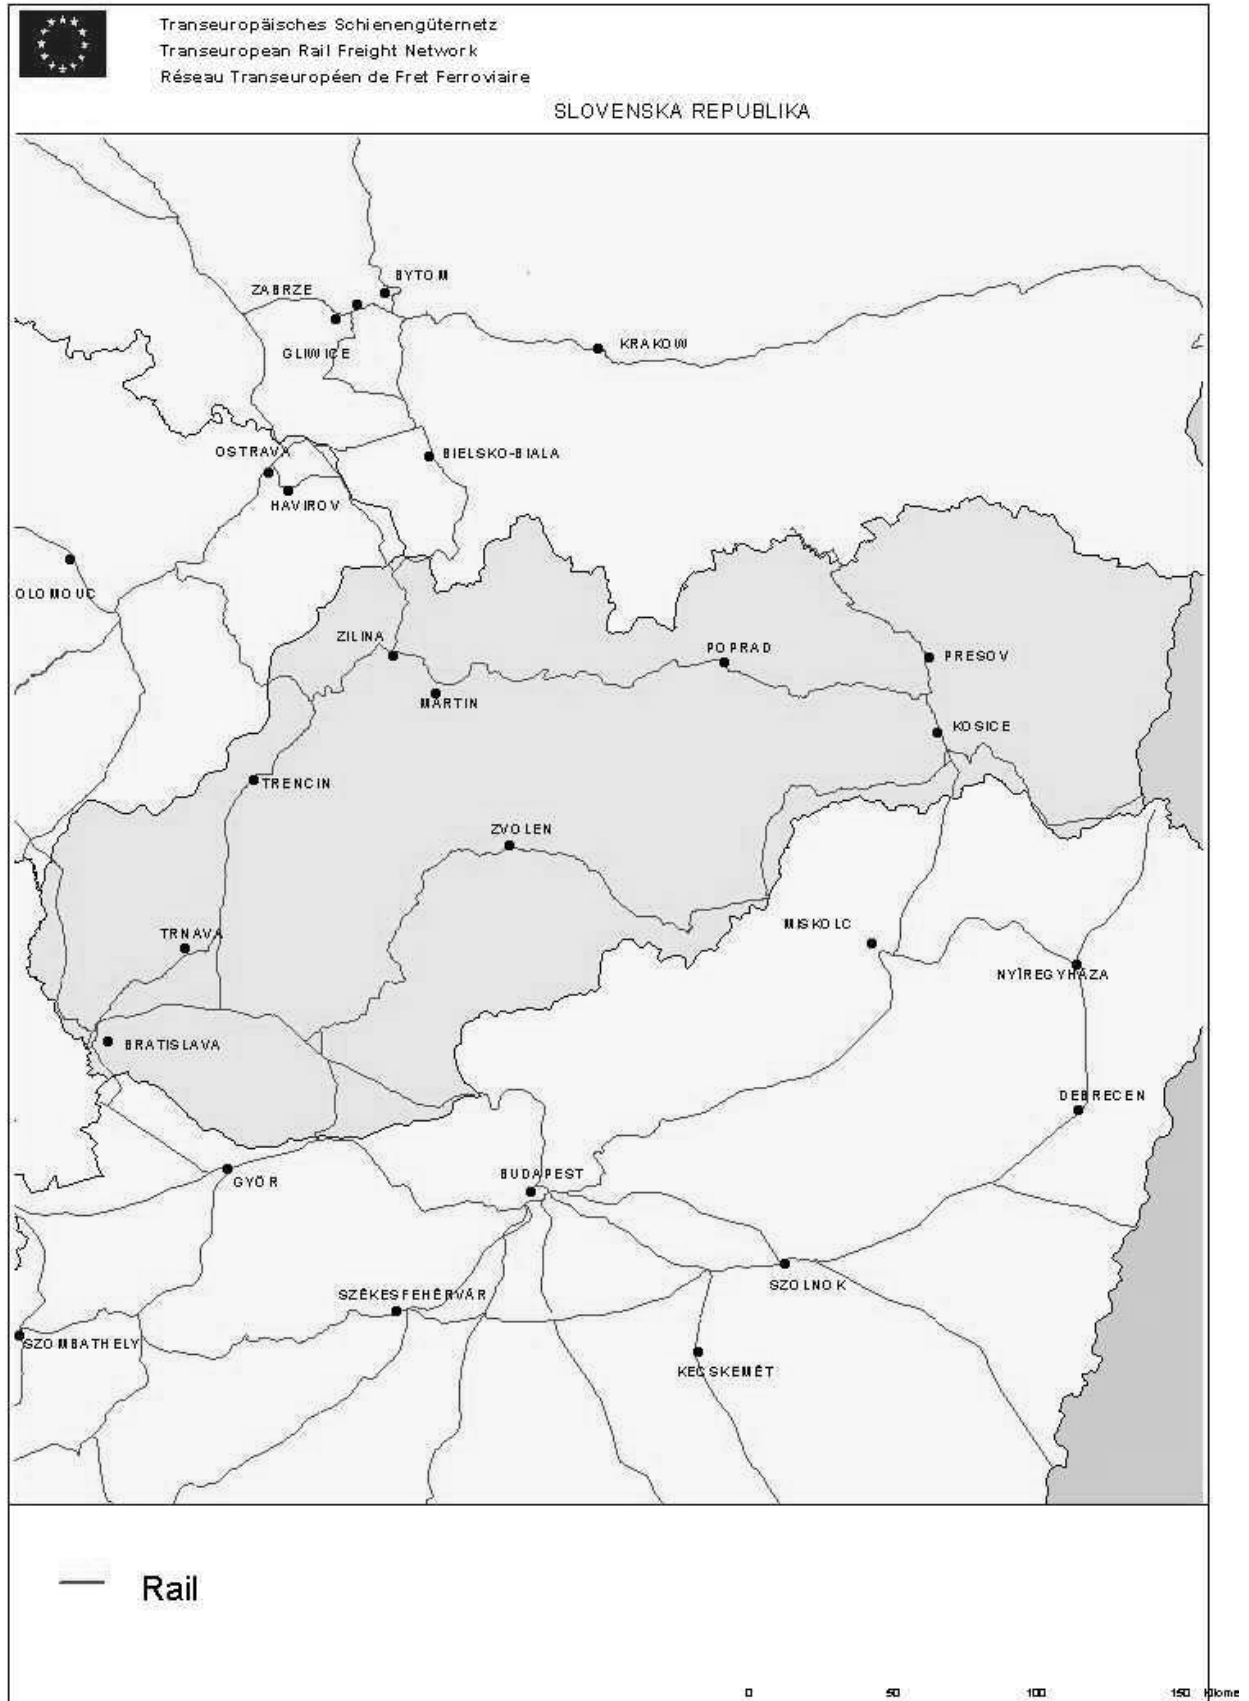 Transeuropäisches Schienengüternetz
Transeuropean Rail Freight Network
Réseau Transeuropéen de Fret Ferroviaire
SLOVENSKA REPUBLIKA
BYTOM
ZABRZE
KRAKOW
GLIWICE
OSTRAVA
BIELSKO-BIALA
HAVIROV
OLOMOUC
ZILINA
POPRAD
PRESOV
MARTIN
KOSICE
TRENCIN
ZVOLEN
MISKOLC
TRNAVA
NYÍREGYHÁZA
BRATISLAVA
DEBRECEN
BUDAPEST
GYÖR
SZOLNOK
SZÉKESFEHÉRVÁR
SZOMBATHELY
KECSKEMÉT
Rail
0 50 100 150 Kilome